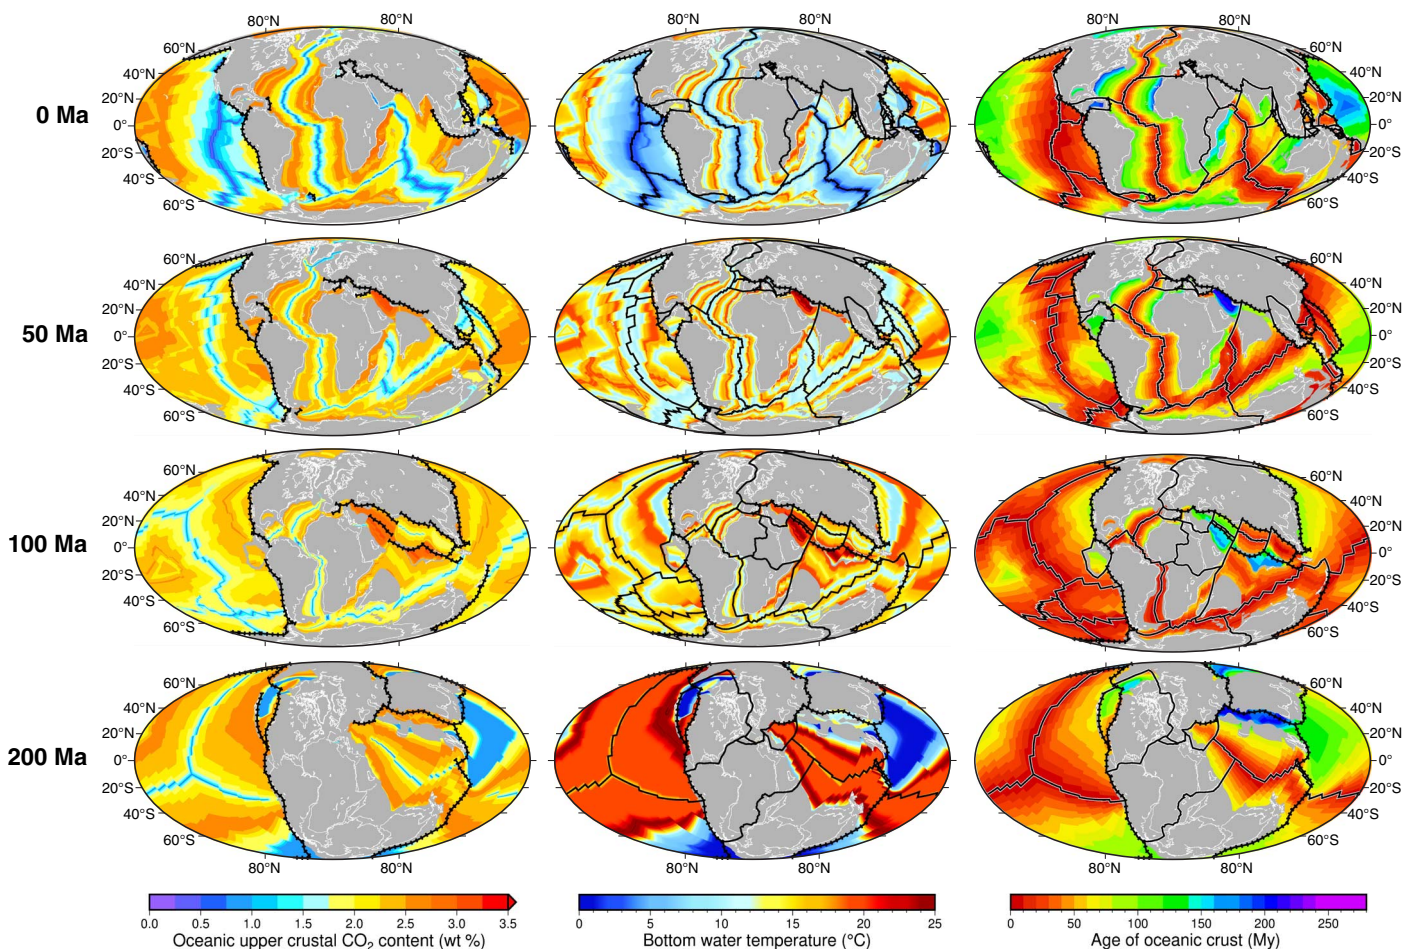 80°N 80°N
60°N 40°N 20°N 0° 20°S 40°S 60°S
0 Ma
80°N 80°N
80°N 80°N
60°N 40°N 20°N 0° 20°S 40°S 60°S
60°N 40°N 20°N 0° 20°S 40°S 60°S
50 Ma
60°N 40°N 20°N 0° 20°S 40°S 60°S
60°N 40°N 20°N 0° 20°S 40°S 60°S
100 Ma
60°N 40°N 20°N 0° 20°S 40°S 60°S
60°N 40°N 20°N 0° 20°S 60°S
200 Ma
60°N 40°N 20°N 0° 20°S 60°S
80°N 80°N
80°N 80°N
80°N 80°N
0.0 0.5 1.0 1.5 2.0 2.5 3.0 3.5
Oceanic upper crustal CO₂ content (wt %)
0 5 10 15 20 25
Bottom water temperature (°C)
0 50 100 150 200 250
Age of oceanic crust (My)